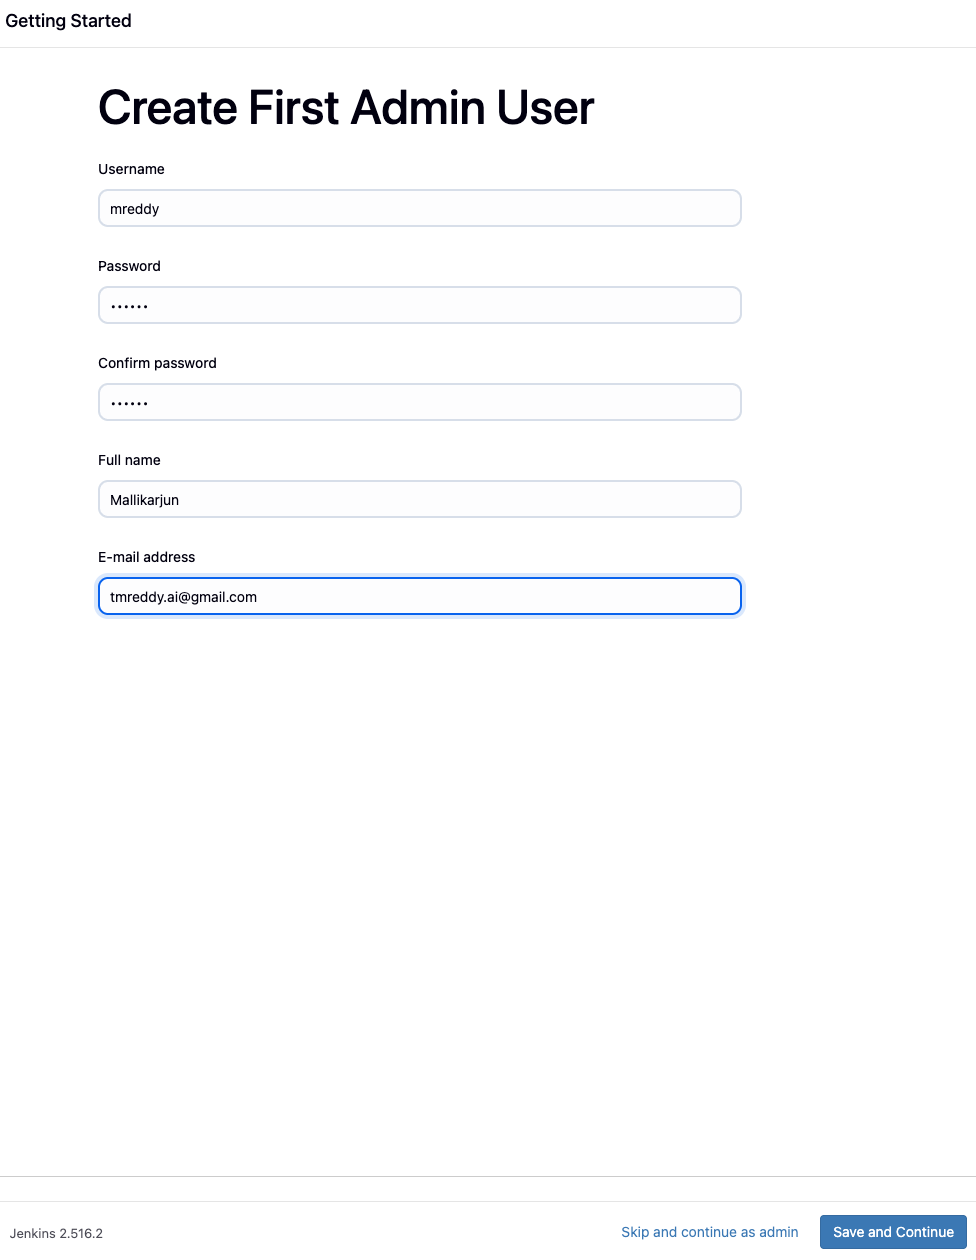 Getting Started
Create First Admin User
Username
mreddy
Password
••••••
Confirm password
••••••
Full name
Mallikarjun
E-mail address
tmreddy.ai@gmail.com
Jenkins 2.516.2
Skip and continue as admin
Save and Continue